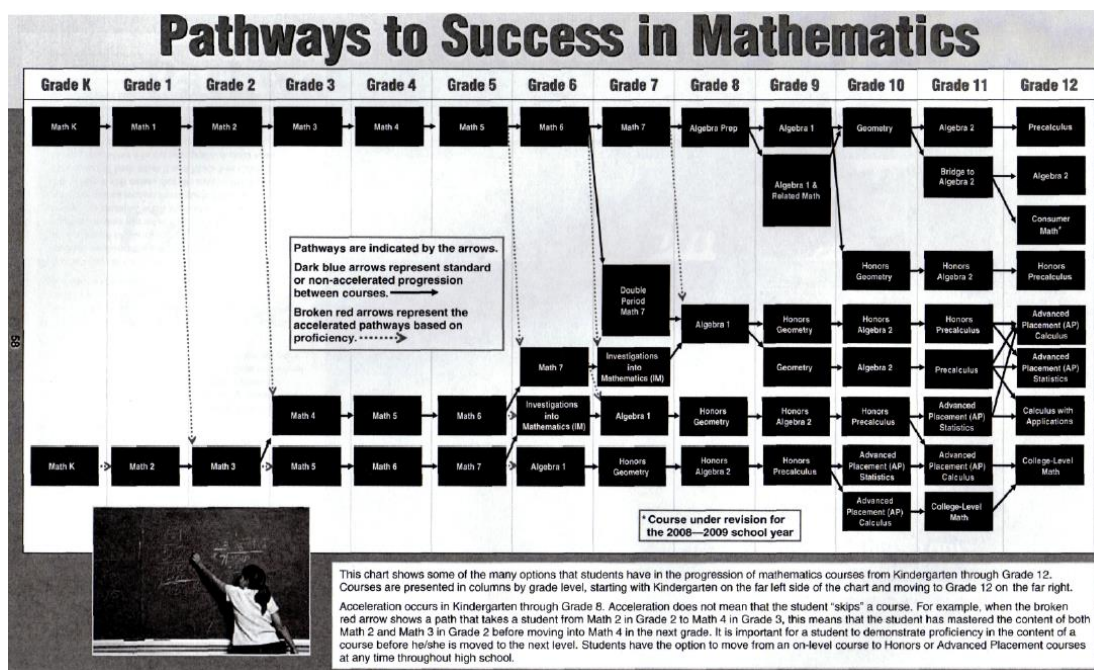 Pathways to Success in Mathematics
Grade K Grade 1 Grade 2 Grade 3 Grade 4 Grade 5 Grade 6 Grade 7 Grade 8 Grade 9 Grade 10 Grade 11 Grade 12
Math K Math 1 Math 2 Math 3 Math 4 Math 5 Math 6 Math 7 Algebra Prep Algebra 1 Geometry Algebra 2 Precalculus
Algebra 1 &
Related Math
Bridge to
Algebra 2
Algebra 2
Consumer
Math*
Pathways are indicated by the arrows.
Dark blue arrows represent standard
or non-accelerated progression
between courses.
Broken red arrows represent the
accelerated pathways based on
proficiency.
Honors
Geometry
Honors
Algebra 2
Honors
Precalculus
Double
Period
Math 7
Algebra 1
Honors
Geometry
Honors
Algebra 2
Honors
Precalculus
Advanced
Placement (AP)
Calculus
58
Math 7
Investigations
into
Mathematics (IM)
Geometry
Algebra 2
Precalculus
Advanced
Placement (AP)
Statistics
Math 4
Math 5
Math 6
Investigations
into
Mathematics (IM)
Algebra 1
Honors
Geometry
Honors
Algebra 2
Honors
Precalculus
Advanced
Placement (AP)
Statistics
Calculus with
Applications
Math K
Math 2
Math 3
Math 5
Math 6
Math 7
Algebra 1
Honors
Geometry
Honors
Algebra 2
Honors
Precalculus
Advanced
Placement (AP)
Statistics
Advanced
Placement (AP)
Calculus
College-Level
Math
Advanced
Placement (AP)
Calculus
College-Level
Math
* Course under revision for
the 2008—2009 school year
This chart shows some of the many options that students have in the progression of mathematics courses from Kindergarten through Grade 12.
Courses are presented in columns by grade level, starting with Kindergarten on the far left side of the chart and moving to Grade 12 on the far right.
Acceleration occurs in Kindergarten through Grade 8. Acceleration does not mean that the student "skips" a course. For example, when the broken
red arrow shows a path that takes a student from Math 2 in Grade 2 to Math 4 in Grade 3, this means that the student has mastered the content of both
Math 2 and Math 3 in Grade 2 before moving into Math 4 in the next grade. It is important for a student to demonstrate proficiency in the content of a
course before he/she is moved to the next level. Students have the option to move from an on-level course to Honors or Advanced Placement courses
at any time throughout high school.